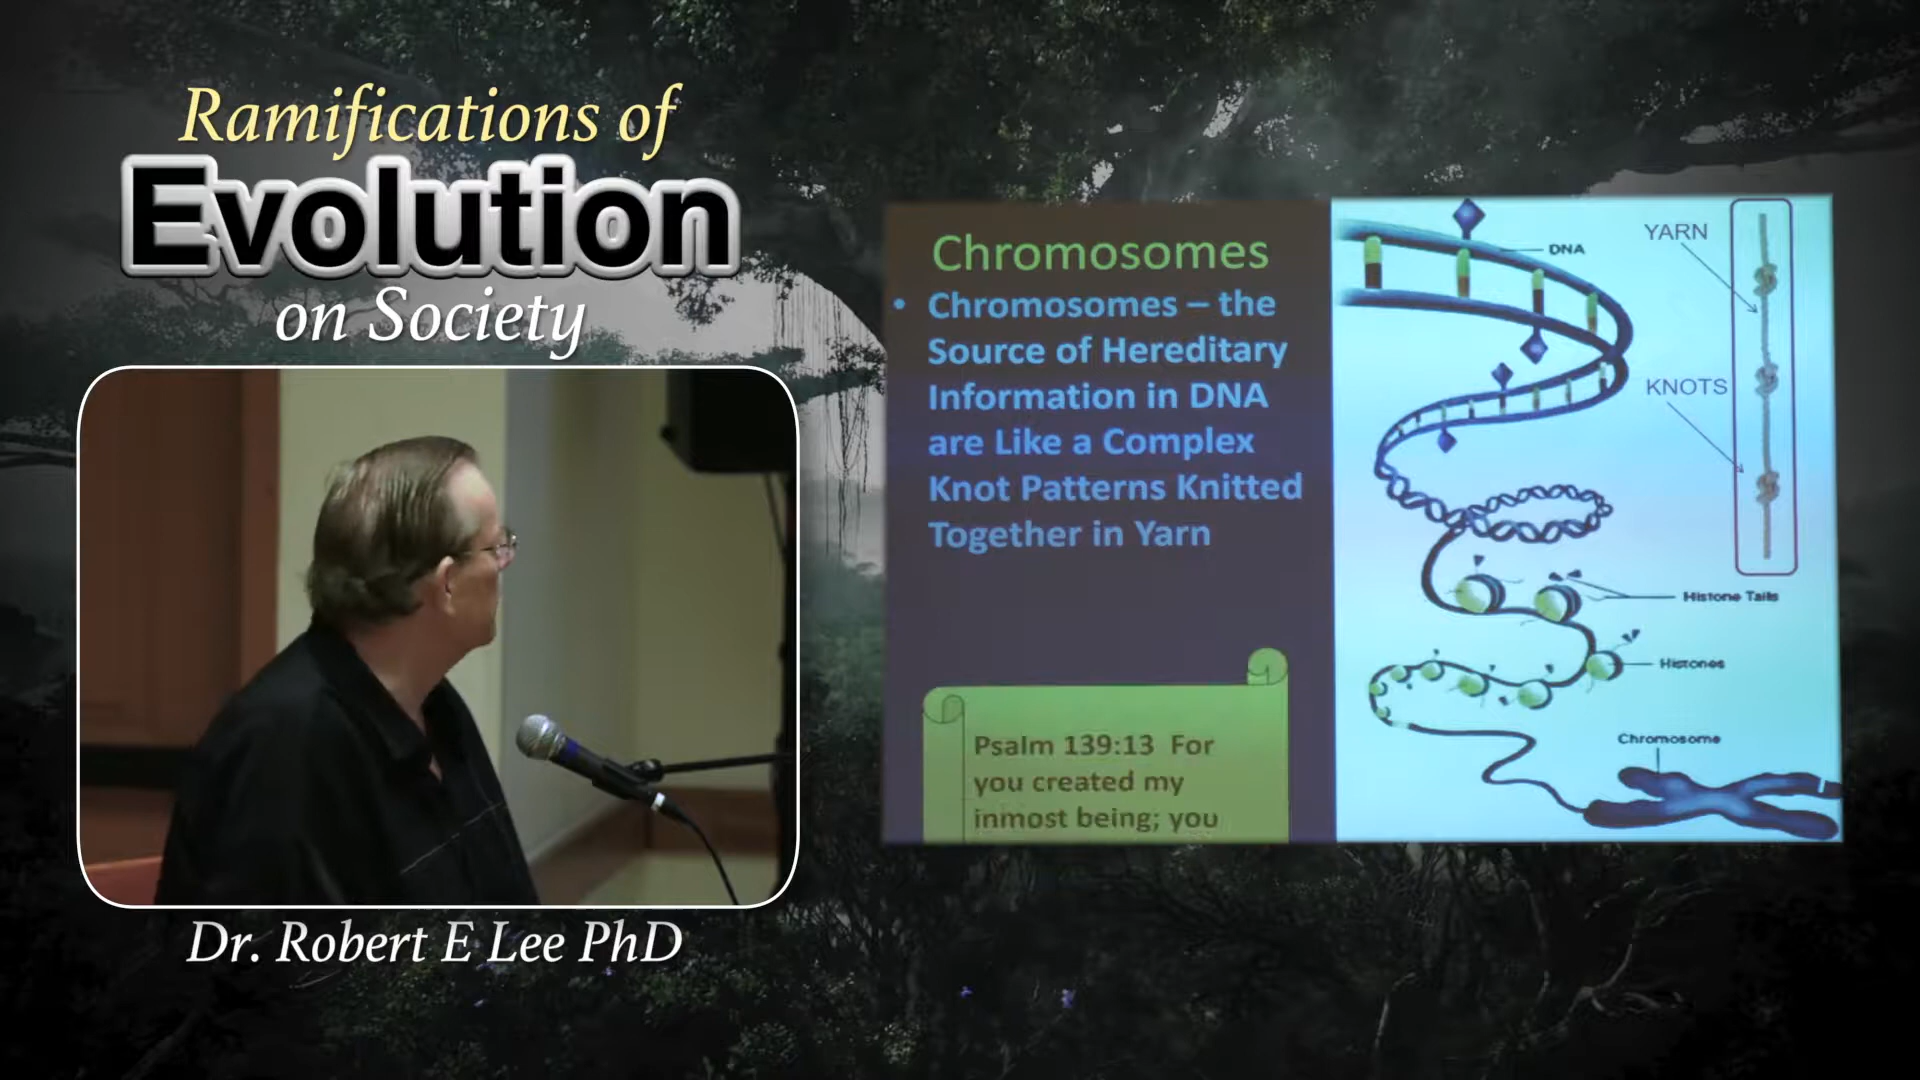 Ramifications of
Evolution
on Society
Dr. Robert E Lee PhD
Chromosomes
• Chromosomes – the
Source of Hereditary
Information in DNA
are Like a Complex
Knot Patterns Knitted
Together in Yarn
Psalm 139:13 For
you created my
inmost being; you
DNA
YARN
KNOTS
Histone Tails
Histones
Chromosome